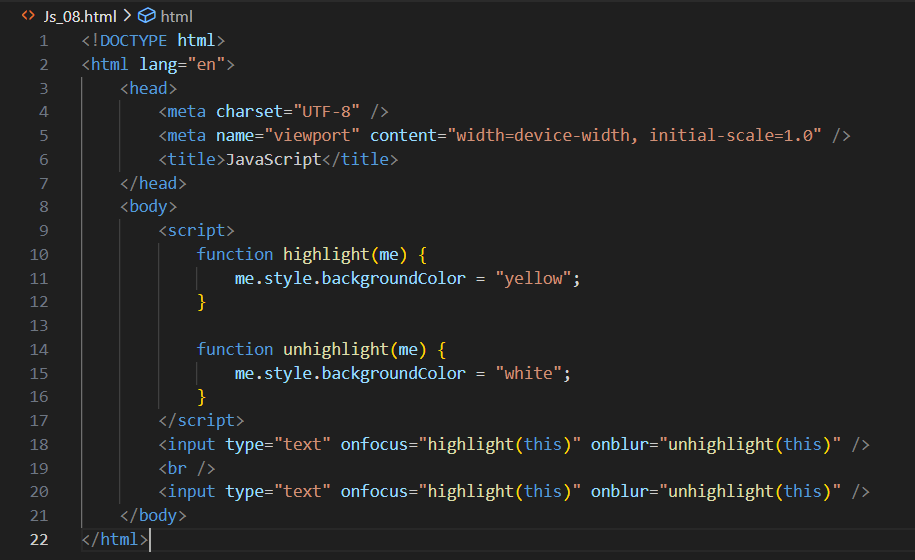 Js_08.html > html
1 <!DOCTYPE html>
2 <html lang="en">
3     <head>
4         <meta charset="UTF-8" />
5         <meta name="viewport" content="width=device-width, initial-scale=1.0" />
6         <title>JavaScript</title>
7     </head>
8     <body>
9         <script>
10             function highlight(me) {
11                 me.style.backgroundColor = "yellow";
12             }
13
14             function unhighlight(me) {
15                 me.style.backgroundColor = "white";
16             }
17         </script>
18         <input type="text" onfocus="highlight(this)" onblur="unhighlight(this)" />
19         <br />
20         <input type="text" onfocus="highlight(this)" onblur="unhighlight(this)" />
21     </body>
22 </html>